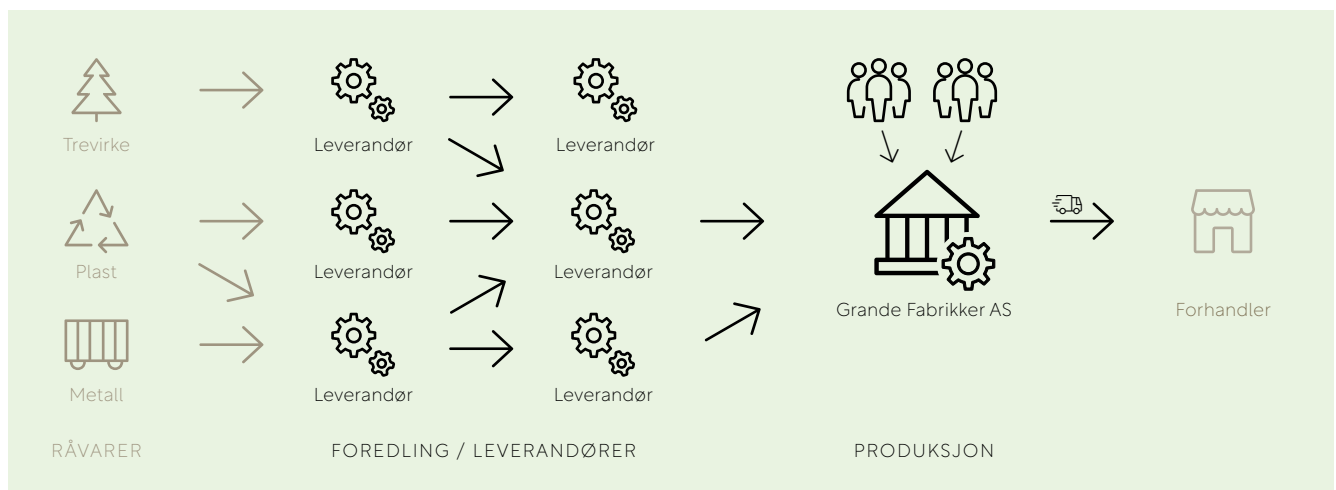 Trevirke
Leverandør
Leverandør
Plast
Leverandør
Leverandør
Grande Fabrikker AS
Forhandler
Metall
Leverandør
Leverandør
RÅVARER
FOREDLING / LEVERANDØRER
PRODUKSJON